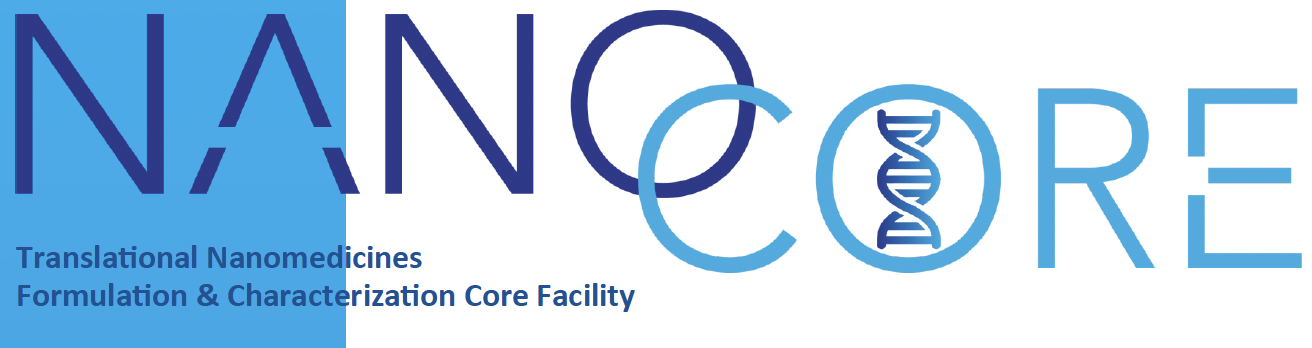 NANO
CORE
Translational Nanomedicines
Formulation & Characterization Core Facility